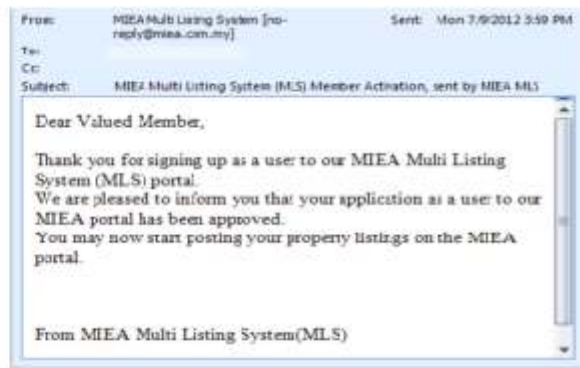 From: MIEA Multi Listing System [no-reply@miea.com.my] Sent: Mon 7/9/2012 3:59 PM
To:
Cc:
Subject: MIEA Multi Listing System (MLS) Member Activation, sent by MIEA MLS
Dear Valued Member,
Thank you for signing up as a user to our MIEA Multi Listing
System (MLS) portal.
We are pleased to inform you that your application as a user to our
MIEA portal has been approved.
You may now start posting your property listings on the MIEA
portal.
From MIEA Multi Listing System(MLS)